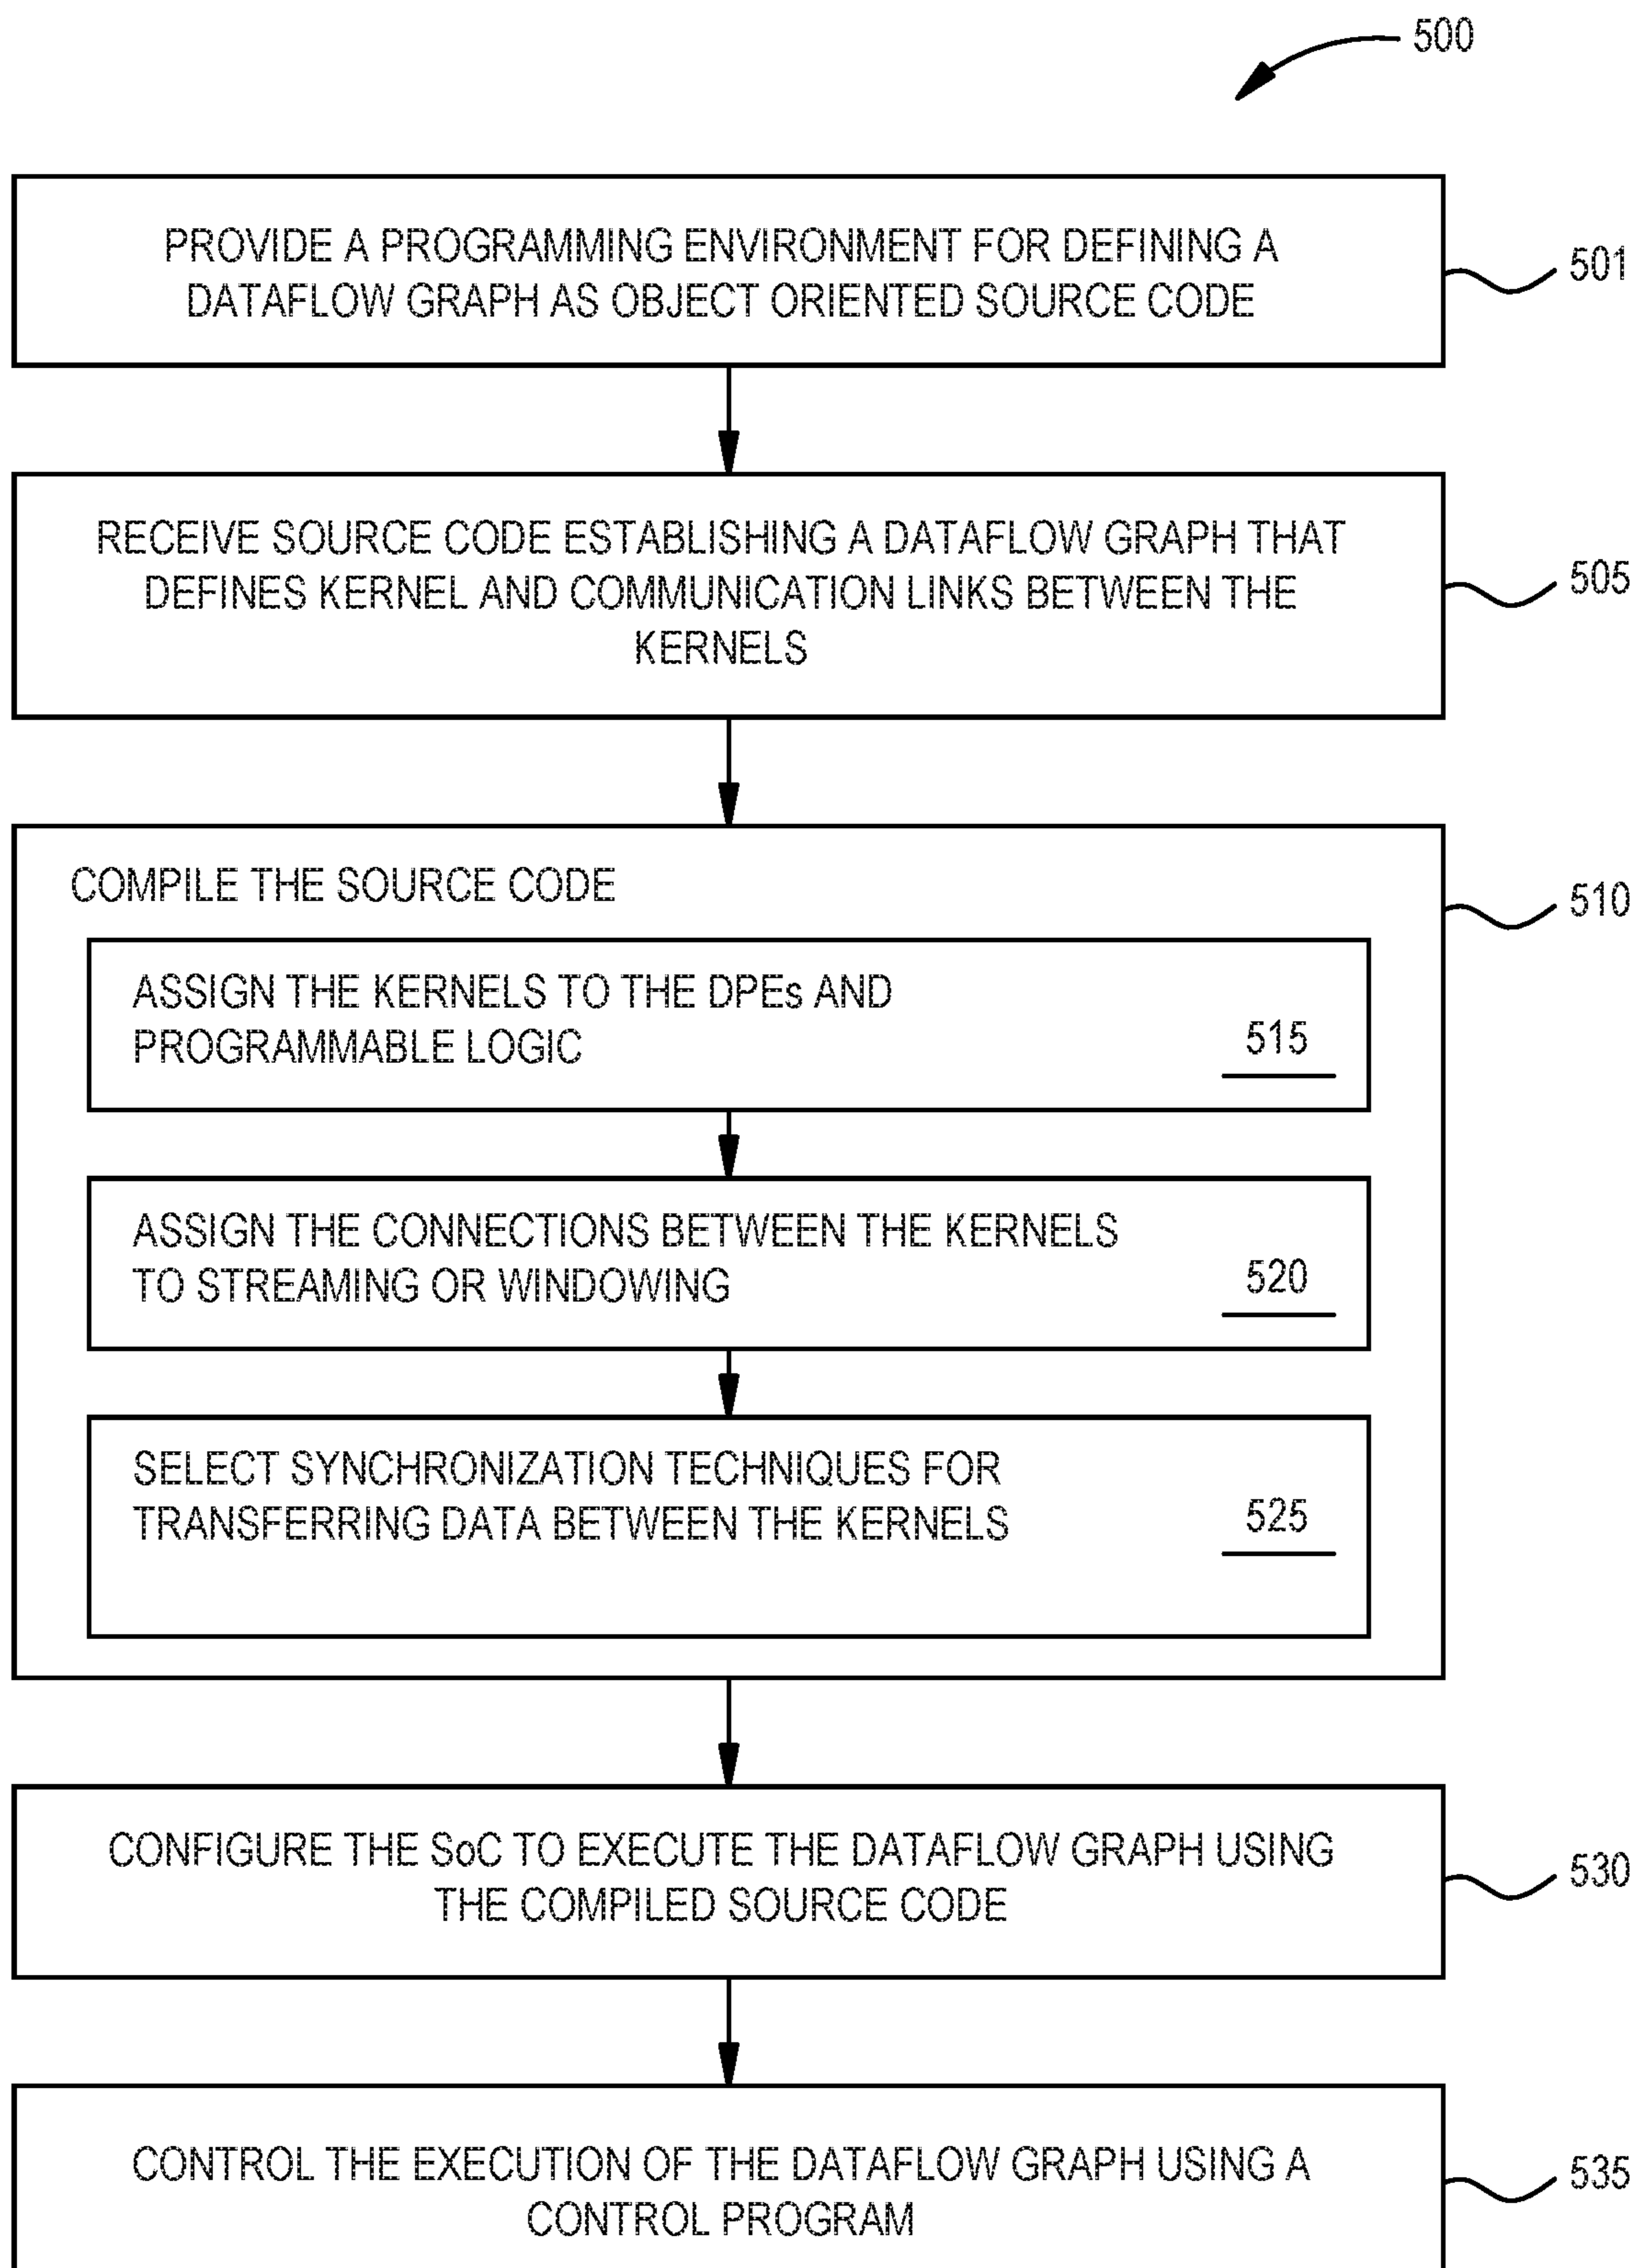 500
PROVIDE A PROGRAMMING ENVIRONMENT FOR DEFINING A
DATAFLOW GRAPH AS OBJECT ORIENTED SOURCE CODE
501
RECEIVE SOURCE CODE ESTABLISHING A DATAFLOW GRAPH THAT
DEFINES KERNEL AND COMMUNICATION LINKS BETWEEN THE
KERNELS
505
COMPILE THE SOURCE CODE
510
ASSIGN THE KERNELS TO THE DPEs AND
PROGRAMMABLE LOGIC
515
ASSIGN THE CONNECTIONS BETWEEN THE KERNELS
TO STREAMING OR WINDOWING
520
SELECT SYNCHRONIZATION TECHNIQUES FOR
TRANSFERRING DATA BETWEEN THE KERNELS
525
CONFIGURE THE SoC TO EXECUTE THE DATAFLOW GRAPH USING
THE COMPILED SOURCE CODE
530
CONTROL THE EXECUTION OF THE DATAFLOW GRAPH USING A
CONTROL PROGRAM
535